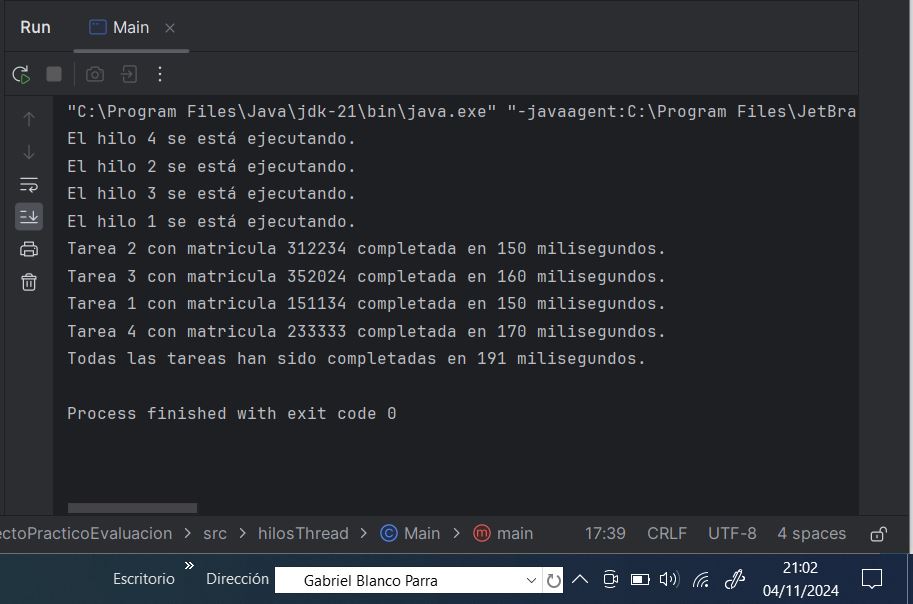 Run Main
"C:\Program Files\Java\jdk-21\bin\java.exe" "-javaagent:C:\Program Files\JetBra
El hilo 4 se está ejecutando.
El hilo 2 se está ejecutando.
El hilo 3 se está ejecutando.
El hilo 1 se está ejecutando.
Tarea 2 con matricula 312234 completada en 150 milisegundos.
Tarea 3 con matricula 352024 completada en 160 milisegundos.
Tarea 1 con matricula 151134 completada en 150 milisegundos.
Tarea 4 con matricula 233333 completada en 170 milisegundos.
Todas las tareas han sido completadas en 191 milisegundos.
Process finished with exit code 0
ectoPracticoEvaluacion > src > hilosThread > Main > main 17:39 CRLF UTF-8 4 spaces
Escritorio » Dirección Gabriel Blanco Parra 21:02
04/11/2024